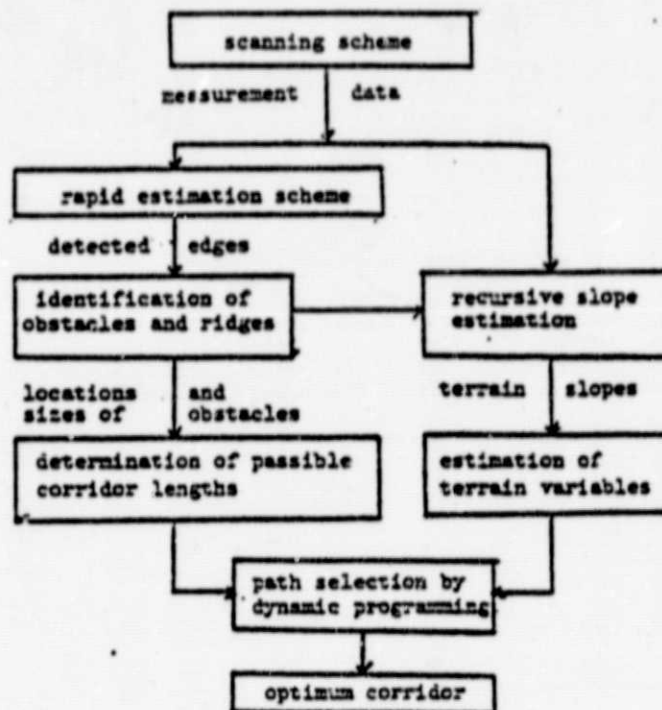 scanning scheme
measurement data
rapid estimation scheme
detected edges
identification of
obstacles and ridges
recursive slope
estimation
locations and
sizes of obstacles
terrain slopes
determination of passible
corridor lengths
estimation of
terrain variables
path selection by
dynamic programming
optimum corridor